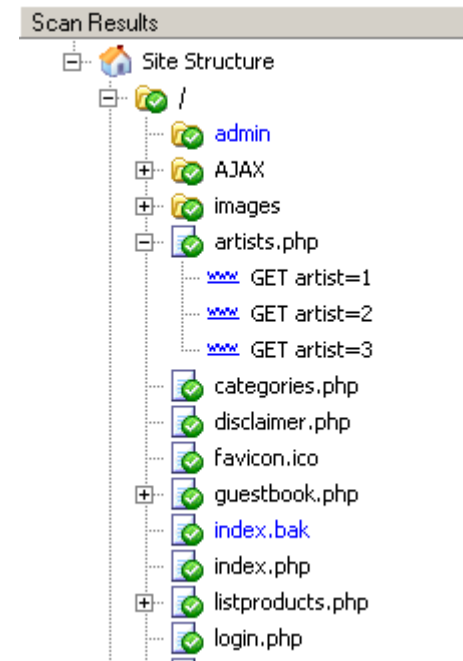 Scan Results
Site Structure
/
admin
AJAX
images
artists.php
www GET artist=1
www GET artist=2
www GET artist=3
categories.php
disclaimer.php
favicon.ico
guestbook.php
index.bak
index.php
listproducts.php
login.php